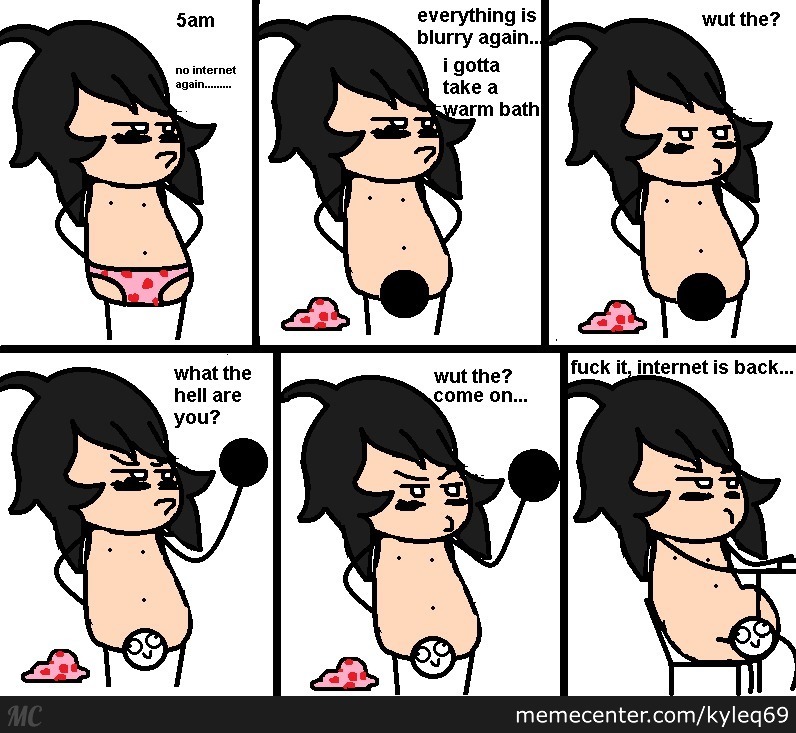 5am
no internet
again.........
everything is
blurry again...
i gotta
take a
warm bath
wut the?
what the
hell are
you?
wut the?
come on...
fuck it, internet is back...
MC
memecenter.com/kyleq69